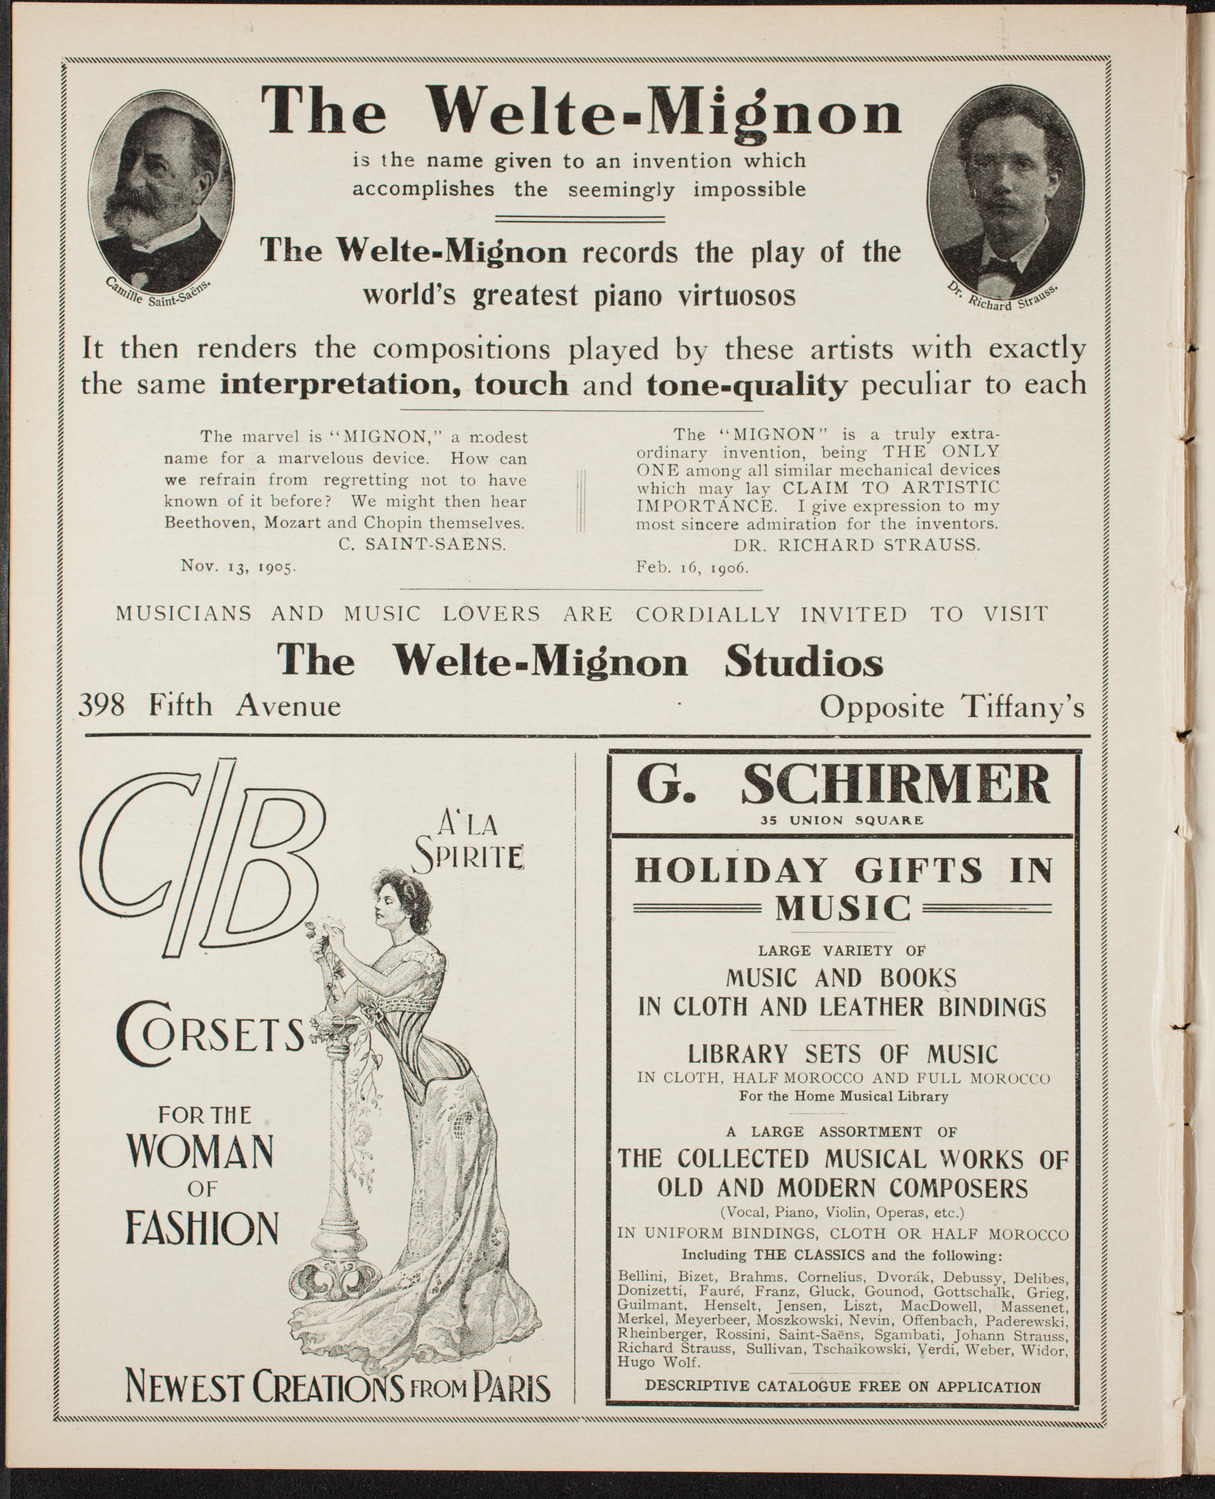 The Welte-Mignon
is the name given to an invention which
accomplishes the seemingly impossible
Camille Saint-Saëns.
Dr. Richard Strauss.
The Welte-Mignon records the play of the
world's greatest piano virtuosos
It then renders the compositions played by these artists with exactly
the same interpretation, touch and tone-quality peculiar to each
The marvel is "MIGNON," a modest
name for a marvelous device. How can
we refrain from regretting not to have
known of it before? We might then hear
Beethoven, Mozart and Chopin themselves.
C. SAINT-SAENS.
Nov. 13, 1905.
The "MIGNON" is a truly extra-
ordinary invention, being THE ONLY
ONE among all similar mechanical devices
which may lay CLAIM TO ARTISTIC
IMPORTANCE. I give expression to my
most sincere admiration for the inventors.
DR. RICHARD STRAUSS.
Feb. 16, 1906.
MUSICIANS AND MUSIC LOVERS ARE CORDIALLY INVITED TO VISIT
The Welte-Mignon Studios
398 Fifth Avenue Opposite Tiffany's
C/B
A' LA
SPIRITE
CORSETS
FOR THE
WOMAN
OF
FASHION
NEWEST CREATIONS FROM PARIS
G. SCHIRMER
35 UNION SQUARE
HOLIDAY GIFTS IN
MUSIC
LARGE VARIETY OF
MUSIC AND BOOKS
IN CLOTH AND LEATHER BINDINGS
LIBRARY SETS OF MUSIC
IN CLOTH, HALF MOROCCO AND FULL MOROCCO
For the Home Musical Library
A LARGE ASSORTMENT OF
THE COLLECTED MUSICAL WORKS OF
OLD AND MODERN COMPOSERS
(Vocal, Piano, Violin, Operas, etc.)
IN UNIFORM BINDINGS, CLOTH OR HALF MOROCCO
Including THE CLASSICS and the following:
Bellini, Bizet, Brahms. Cornelius, Dvorák, Debussy, Delibes,
Donizetti, Fauré, Franz, Gluck, Gounod, Gottschalk, Grieg,
Guilmant, Henselt, Jensen, Liszt, MacDowell, Massenet,
Merkel, Meyerbeer, Moszkowski, Nevin, Offenbach, Paderewski,
Rheinberger, Rossini, Saint-Saëns, Sgambati, Johann Strauss,
Richard Strauss, Sullivan, Tschaikowski, Verdi, Weber, Widor,
Hugo Wolf.
DESCRIPTIVE CATALOGUE FREE ON APPLICATION